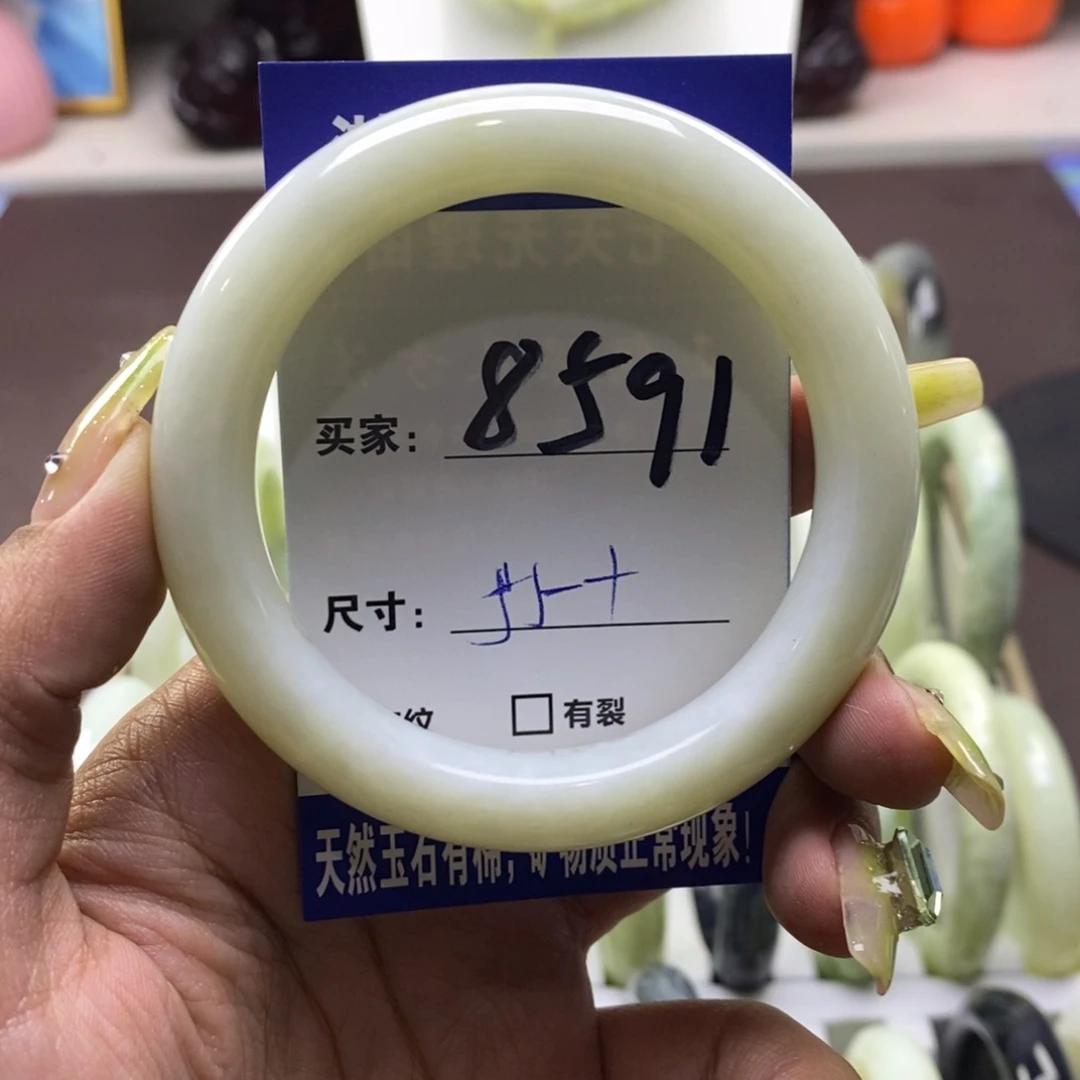 买家: 8591
尺寸:
纹 □有裂
天然玉石有棉, 矿物质正常现象!